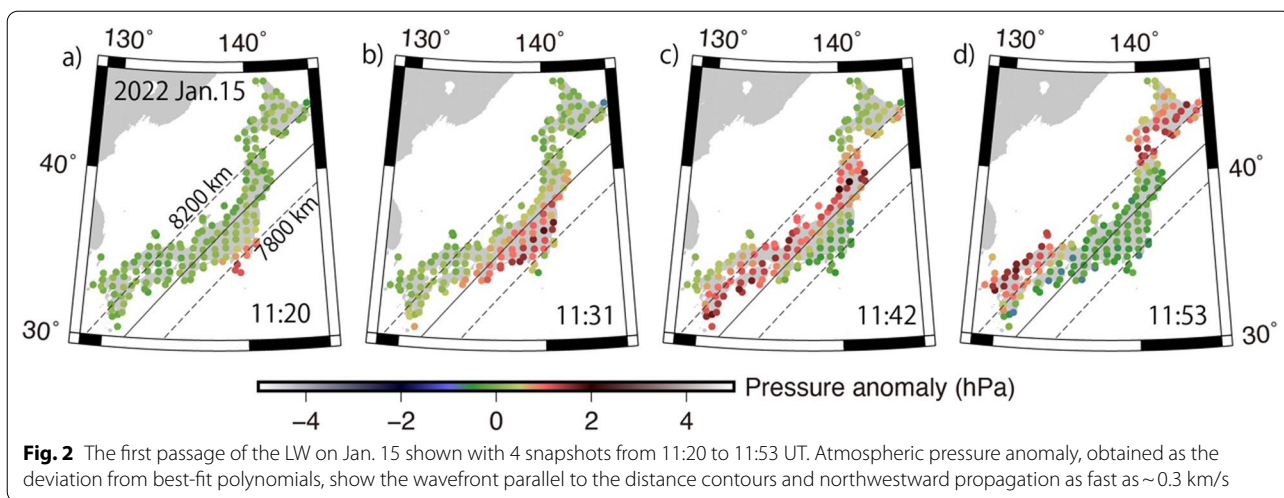 130° 140° 130° 140° 130° 140° 130° 140°
a) b) c) d)
2022 Jan.15
40° 40°
8200 km
7800 km
30° 11:20 11:31 11:42 11:53 30°
Pressure anomaly (hPa)
−4 −2 0 2 4
Fig. 2 The first passage of the LW on Jan. 15 shown with 4 snapshots from 11:20 to 11:53 UT. Atmospheric pressure anomaly, obtained as the
deviation from best-fit polynomials, show the wavefront parallel to the distance contours and northwestward propagation as fast as ~ 0.3 km/s